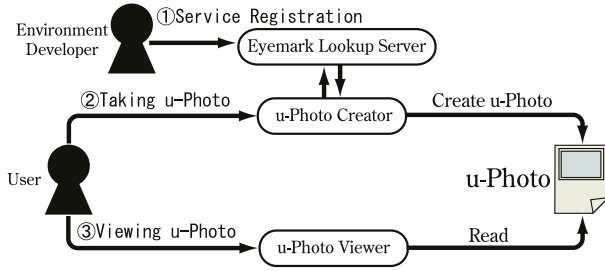 ①Service Registration
Environment
Developer
Eyemark Lookup Server
②Taking u-Photo
u-Photo Creator
Create u-Photo
User
u-Photo
③Viewing u-Photo
u-Photo Viewer
Read